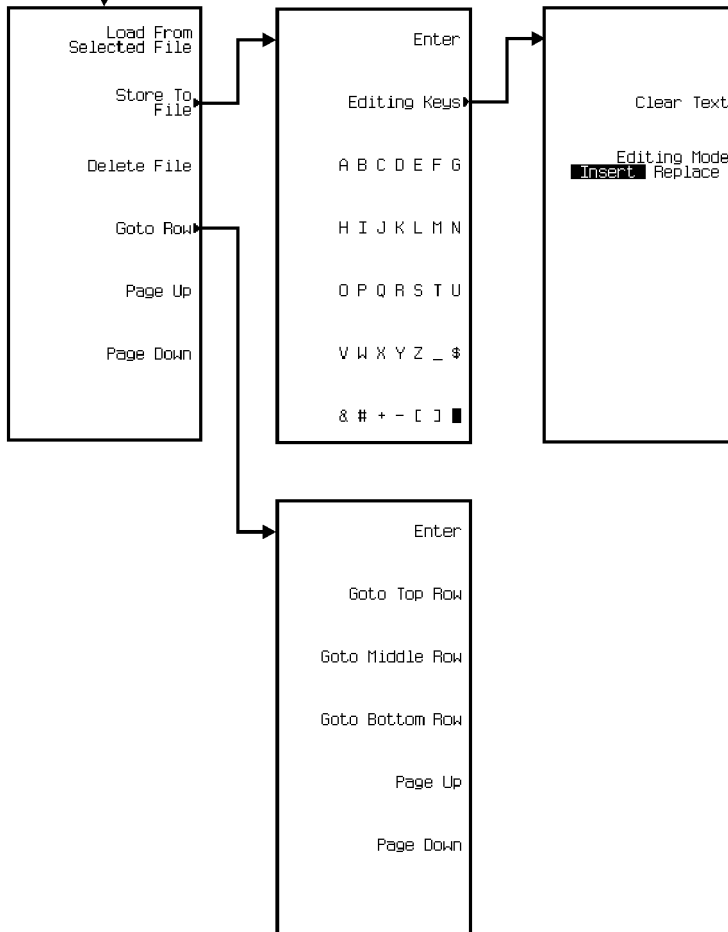 Load From
Selected File
Store To
File
Delete File
Goto Row
Page Up
Page Down
Enter
Editing Keys
A B C D E F G
H I J K L M N
O P Q R S T U
V W X Y Z _ $
& # + - [ ]
Clear Text
Editing Mode
Insert Replace
Enter
Goto Top Row
Goto Middle Row
Goto Bottom Row
Page Up
Page Down